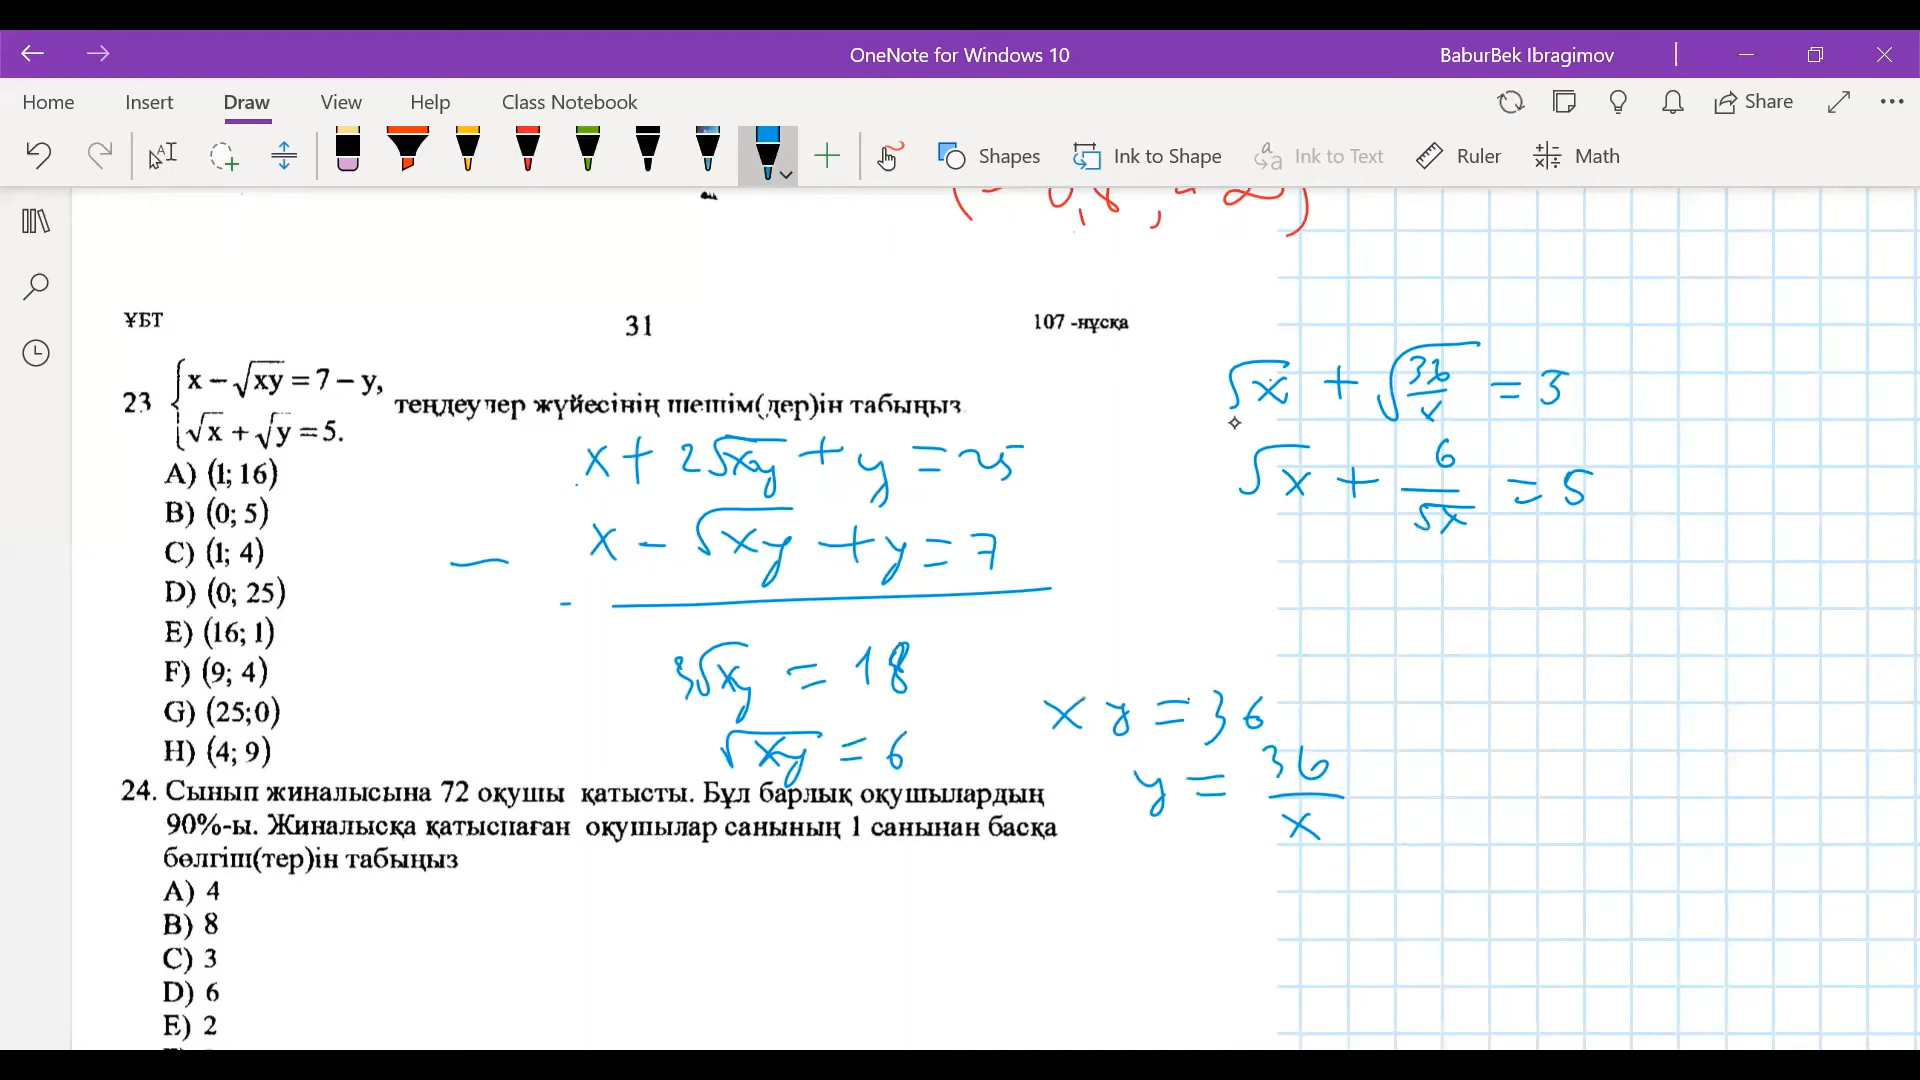 OneNote for Windows 10
BaburBek Ibragimov
Home Insert Draw View Help Class Notebook Share
Shapes Ink to Shape Ink to Text Ruler Math
ҰБТ 31 107 -нұсқа
23 {x – √xy = 7 – y,
√x + √y = 5. теңдеулер жүйесінің шешім(дер)ін табыңыз
A) (1; 16)
B) (0; 5)
C) (1; 4)
D) (0; 25)
E) (16; 1)
F) (9; 4)
G) (25;0)
H) (4; 9)
x + 2√xy + y = 25
x – √xy + y = 7
3√xy = 18
√xy = 6
xy = 36
y = 36/x
√x + √36/x = 5
√x + 6/√x = 5
24. Сынып жиналысына 72 оқушы қатысты. Бұл барлық оқушылардың
90%-ы. Жиналысқа қатыспаған оқушылар санының 1 санынан басқа
бөлгіш(тер)ін табыңыз
A) 4
B) 8
C) 3
D) 6
E) 2